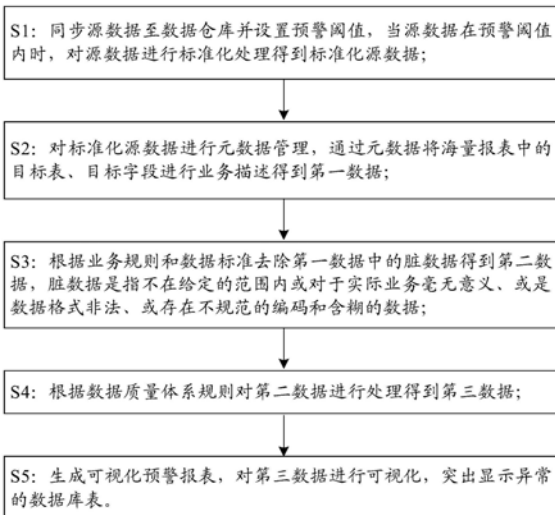 S1：同步源数据至数据仓库并设置预警阈值，当源数据在预警阈值
内时，对源数据进行标准化处理得到标准化源数据；
S2：对标准化源数据进行元数据管理，通过元数据将海量报表中的
目标表、目标字段进行业务描述得到第一数据；
S3：根据业务规则和数据标准去除第一数据中的脏数据得到第二数
据，脏数据是指不在给定的范围内或对于实际业务毫无意义、或是
数据格式非法、或存在不规范的编码和含糊的数据；
S4：根据数据质量体系规则对第二数据进行处理得到第三数据；
S5：生成可视化预警报表，对第三数据进行可视化，突出显示异常
的数据库表。